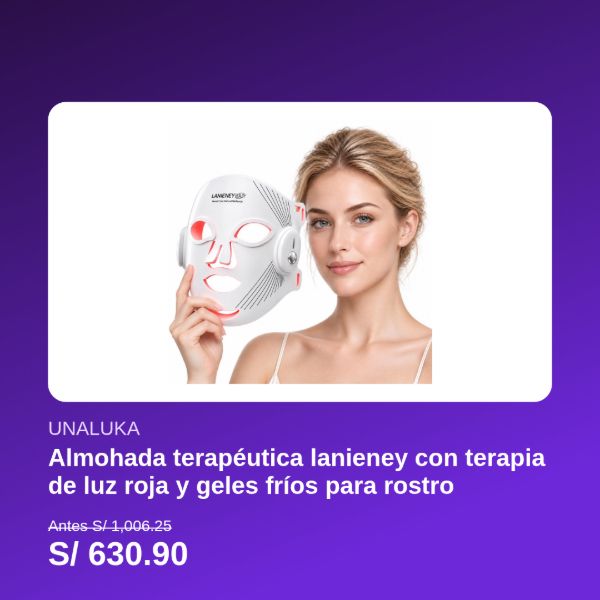 LANIENEY
UNALUKA
Almohada terapéutica lanieney con terapia
de luz roja y geles fríos para rostro
Antes S/ 1,006.25
S/ 630.90